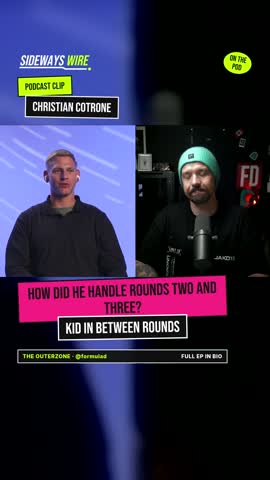 SIDEWAYS WIRE.
ON THE
POD
PODCAST CLIP
CHRISTIAN COTRONE
FD
HOW DID HE HANDLE ROUNDS TWO AND
THREE?
KID IN BETWEEN ROUNDS
THE OUTERZONE - @formulad
FULL EP IN BIO